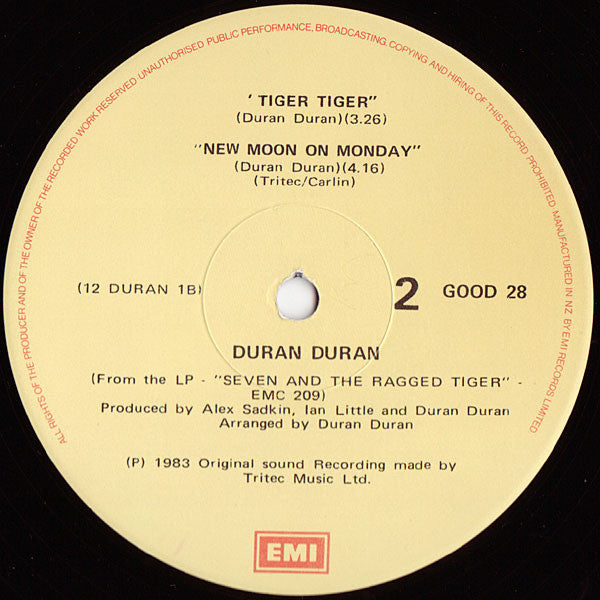 ALL RIGHTS OF THE PRODUCER AND OF THE OWNER OF THE RECORDED WORK RESERVED UNAUTHORISED PUBLIC PERFORMANCE, BROADCASTING, COPYING AND HIRING OF THIS RECORD PROHIBITED MANUFACTURED IN NZ BY EMI RECORDS LIMITED
' TIGER TIGER"
(Duran Duran)(3.26)
"NEW MOON ON MONDAY"
(Duran Duran)(4.16)
(Tritec/Carlin)
(12 DURAN 1B) 2 GOOD 28
DURAN DURAN
(From the LP - "SEVEN AND THE RAGGED TIGER" -
EMC 209)
Produced by Alex Sadkin, Ian Little and Duran Duran
Arranged by Duran Duran
(P) 1983 Original sound Recording made by
Tritec Music Ltd.
EMI